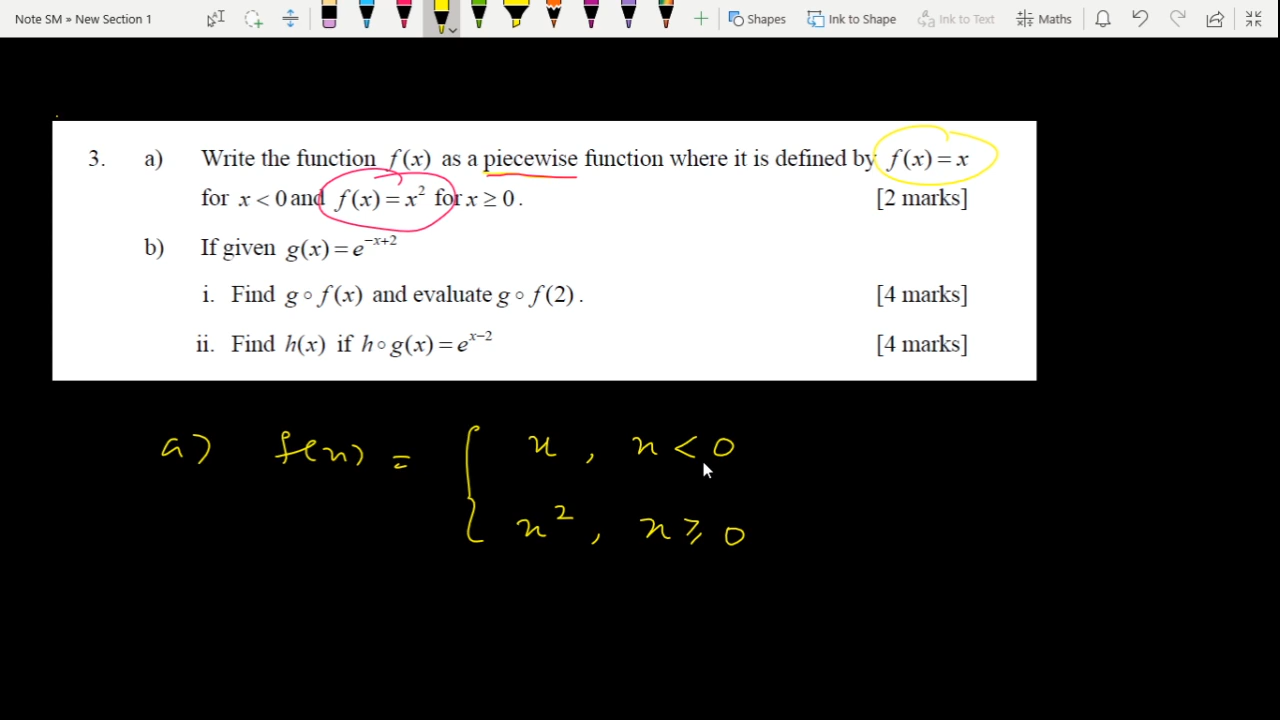 Note SM » New Section 1 Shapes Ink to Shape Ink to Text Maths
3. a) Write the function f(x) as a piecewise function where it is defined by f(x) = x
for x < 0 and f(x) = x² for x ≥ 0. [2 marks]
b) If given g(x) = e^{-x+2}
i. Find g ∘ f(x) and evaluate g ∘ f(2). [4 marks]
ii. Find h(x) if h ∘ g(x) = e^{x-2} [4 marks]
a) f(x) = { x , x < 0
x² , x ≥ 0